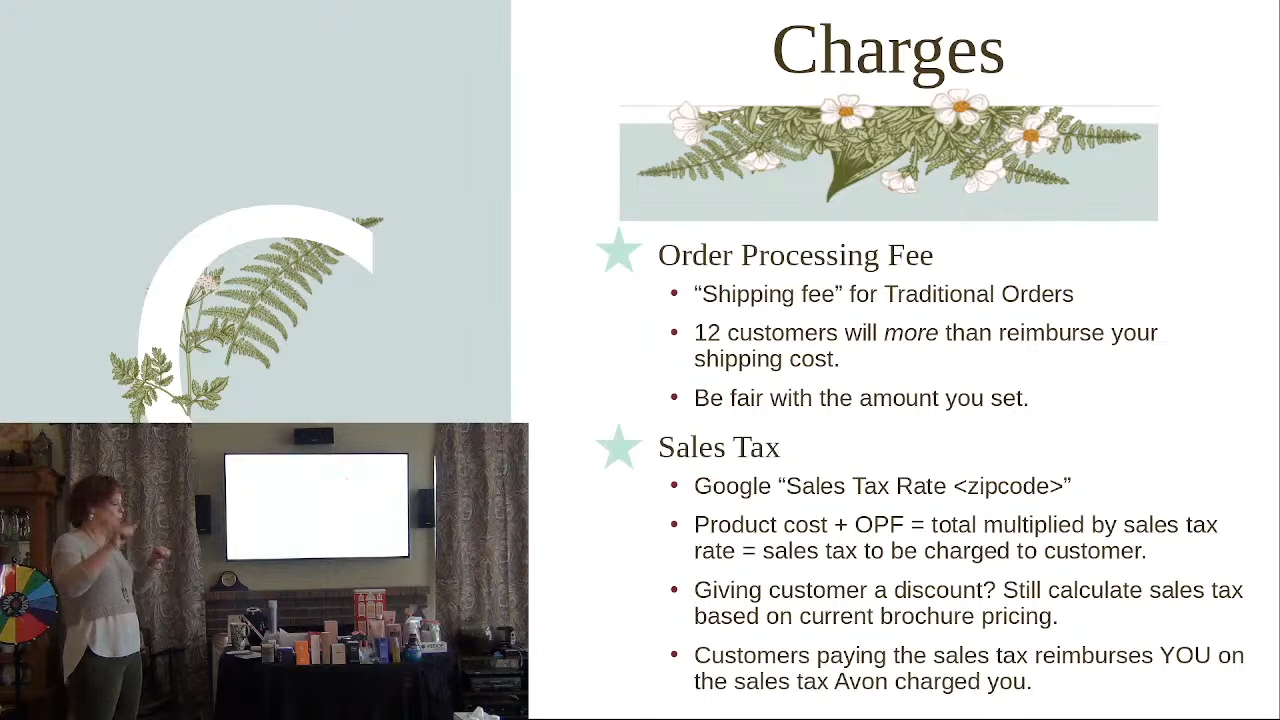 Charges
Order Processing Fee
• “Shipping fee” for Traditional Orders
• 12 customers will more than reimburse your
shipping cost.
• Be fair with the amount you set.
Sales Tax
• Google “Sales Tax Rate <zipcode>”
• Product cost + OPF = total multiplied by sales tax
rate = sales tax to be charged to customer.
• Giving customer a discount? Still calculate sales tax
based on current brochure pricing.
• Customers paying the sales tax reimburses YOU on
the sales tax Avon charged you.